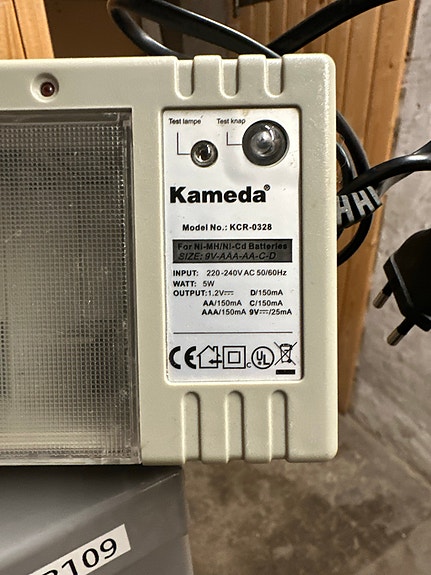 Test lampe Test knap
Kameda®
Model No.: KCR-0328
For Ni-MH/Ni-Cd Batteries
SIZE: 9V-AAA-AA-C-D
INPUT: 220-240V AC 50/60Hz
WATT: 5W
OUTPUT:1.2V⎓ D/150mA
AA/150mA C/150mA
AAA/150mA 9V⎓/25mA
CE c UL
109